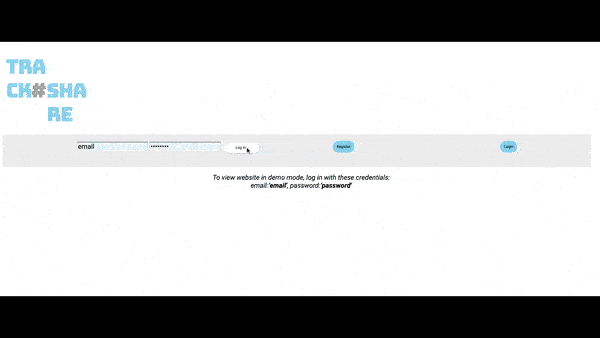 TRA
CK#SHA
RE
email •••••••• Log In Register Login
To view website in demo mode, log in with these credentials:
email:'email', password:'password'